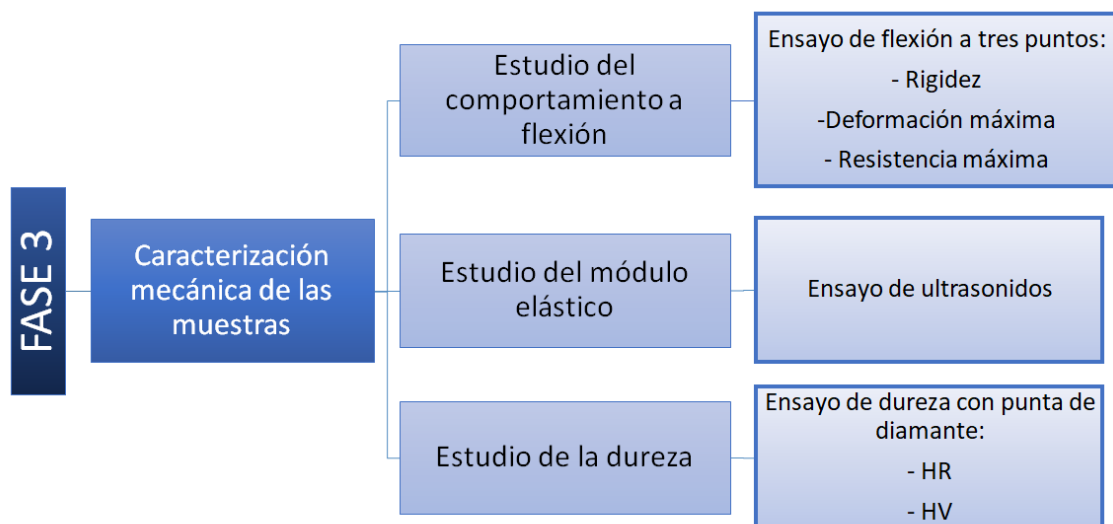 FASE 3
Caracterización
mecánica de las
muestras
Estudio del
comportamiento a
flexión
Ensayo de flexión a tres puntos:
- Rigidez
-Deformación máxima
- Resistencia máxima
Estudio del módulo
elástico
Ensayo de ultrasonidos
Estudio de la dureza
Ensayo de dureza con punta de
diamante:
- HR
- HV